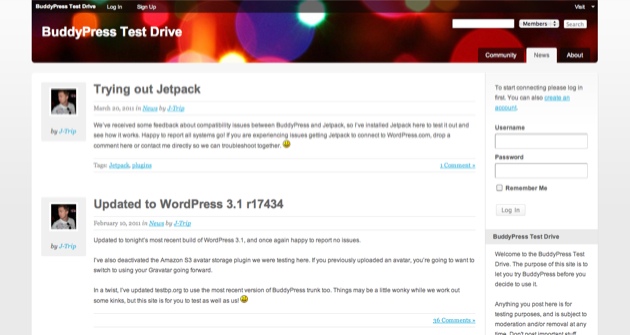 BuddyPress Test Drive Log In Sign Up Visit
BuddyPress Test Drive
Members Search
Community News About
Trying out Jetpack
March 20, 2011 in News by J-Trip
We've received some feedback about compatibility issues between BuddyPress and Jetpack, so I've installed Jetpack here to test it out and
see how it works. Happy to report all systems go! If you are experiencing issues getting Jetpack to connect to WordPress.com, drop a
comment here or contact me directly so we can troubleshoot together.
by J-Trip
Tags: Jetpack, plugins
1 Comment »
Updated to WordPress 3.1 r17434
February 10, 2011 in News by J-Trip
Updated to tonight's most recent build of WordPress 3.1, and once again happy to report no issues.
by J-Trip
I've also deactivated the Amazon S3 avatar storage plugin we were testing here. If you previously uploaded an avatar, you're going to want to
switch to using your Gravatar going forward.
In a twist, I've updated testbp.org to use the most recent version of BuddyPress trunk too. Things may be a little wonky while we work out
some kinks, but this site is for you to test as well as us!
36 Comments »
To start connecting please log in
first. You can also create an
account.
Username
Password
Remember Me
Log In
BuddyPress Test Drive
Welcome to the BuddyPress Test
Drive. The purpose of this site is to
let you try BuddyPress before you
decide to use it.
Anything you post here is for
testing purposes, and is subject to
moderation and/or removal at any
time. Don't post important stuff